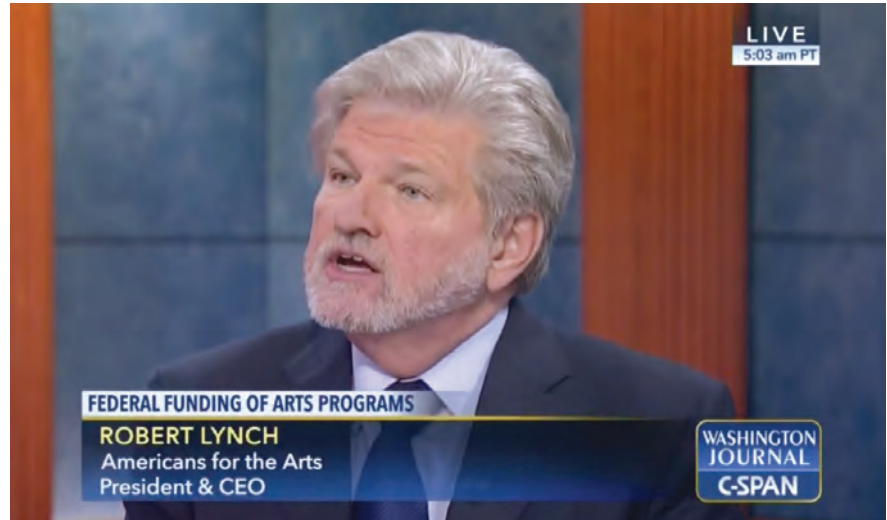 LIVE
5:03 am PT
FEDERAL FUNDING OF ARTS PROGRAMS
ROBERT LYNCH
Americans for the Arts
President & CEO
WASHINGTON
JOURNAL
C-SPAN